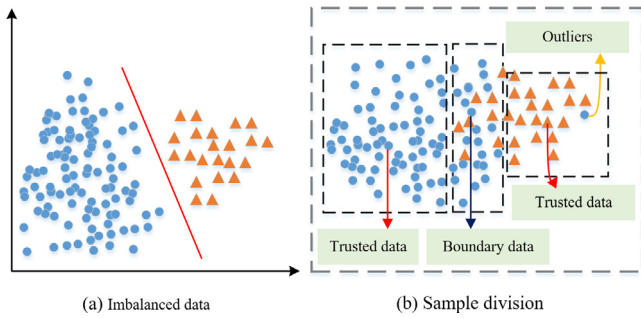 Outliers
Trusted data
Trusted data
Boundary data
(a) Imbalanced data
(b) Sample division